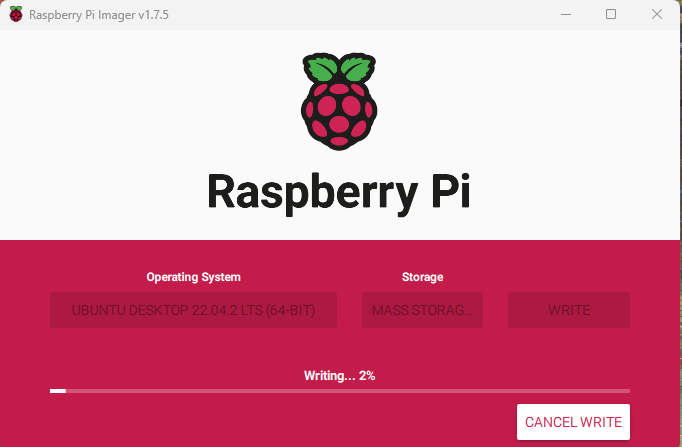 Raspberry Pi Imager v1.7.5
Raspberry Pi
Operating System
Storage
UBUNTU DESKTOP 22.04.2 LTS (64-BIT)
MASS STORAG...
WRITE
Writing... 2%
CANCEL WRITE